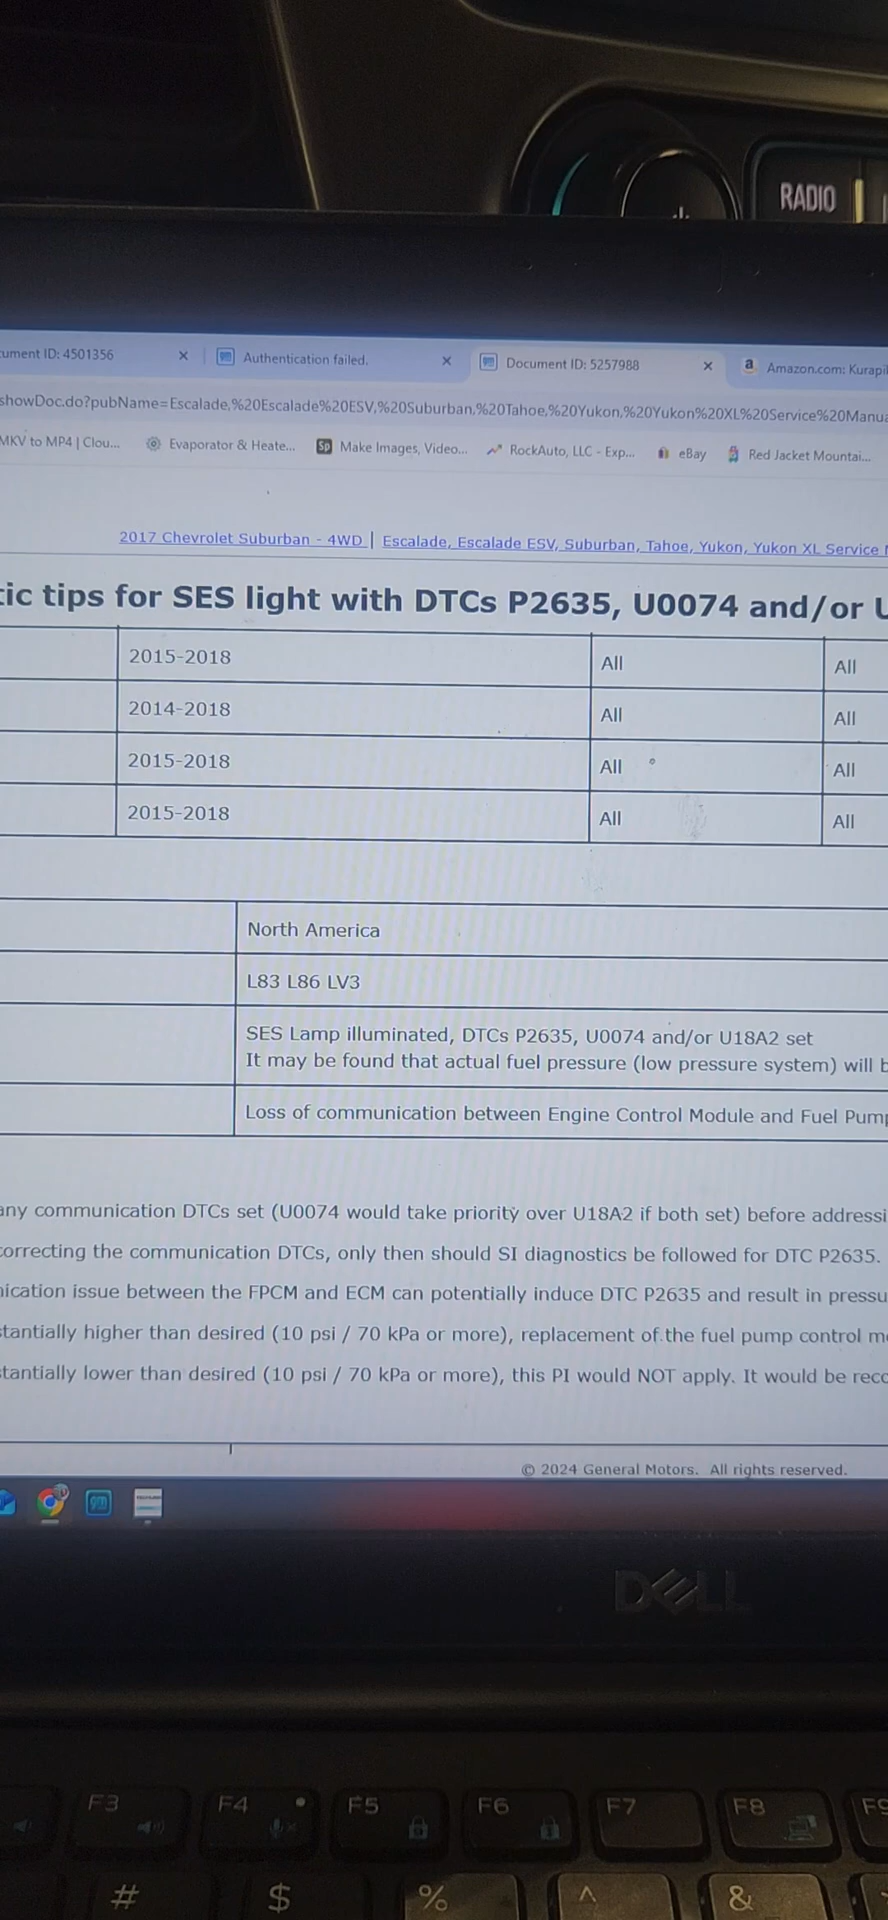 RADIO
ument ID: 4501356
Authentication failed.
Document ID: 5257988
a Amazon.com: Kurapi
showDoc.do?pubName=Escalade,%20Escalade%20ESV,%20Suburban,%20Tahoe,%20Yukon,%20Yukon%20XL%20Service%20Manua
MKV to MP4 | Clou...
Evaporator & Heate...
Sp Make Images, Video...
RockAuto, LLC - Exp...
eBay
Red Jacket Mountai...
2017 Chevrolet Suburban - 4WD | Escalade, Escalade ESV, Suburban, Tahoe, Yukon, Yukon XL Service
tic tips for SES light with DTCs P2635, U0074 and/or U
2015-2018 All All
2014-2018 All All
2015-2018 All All
2015-2018 All All
North America
L83 L86 LV3
SES Lamp illuminated, DTCs P2635, U0074 and/or U18A2 set
It may be found that actual fuel pressure (low pressure system) will b
Loss of communication between Engine Control Module and Fuel Pump
any communication DTCs set (U0074 would take priority over U18A2 if both set) before addressi
correcting the communication DTCs, only then should SI diagnostics be followed for DTC P2635.
nication issue between the FPCM and ECM can potentially induce DTC P2635 and result in pressu
stantially higher than desired (10 psi / 70 kPa or more), replacement of the fuel pump control m
stantially lower than desired (10 psi / 70 kPa or more), this PI would NOT apply. It would be reco
© 2024 General Motors. All rights reserved.
gm
DELL
F3 F4 F5 F6 F7 F8 F9
# $ % ^ &